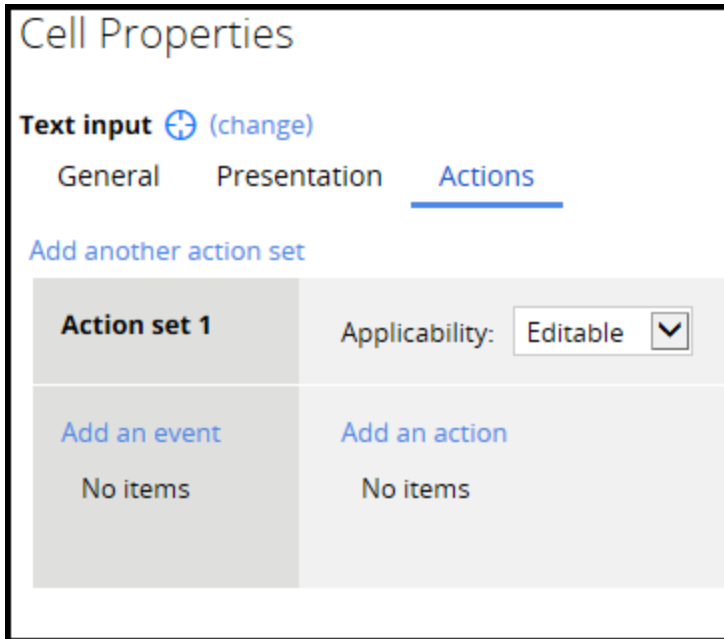 Cell Properties
Text input (change)
General Presentation Actions
Add another action set
Action set 1 Applicability: Editable
Add an event Add an action
No items No items